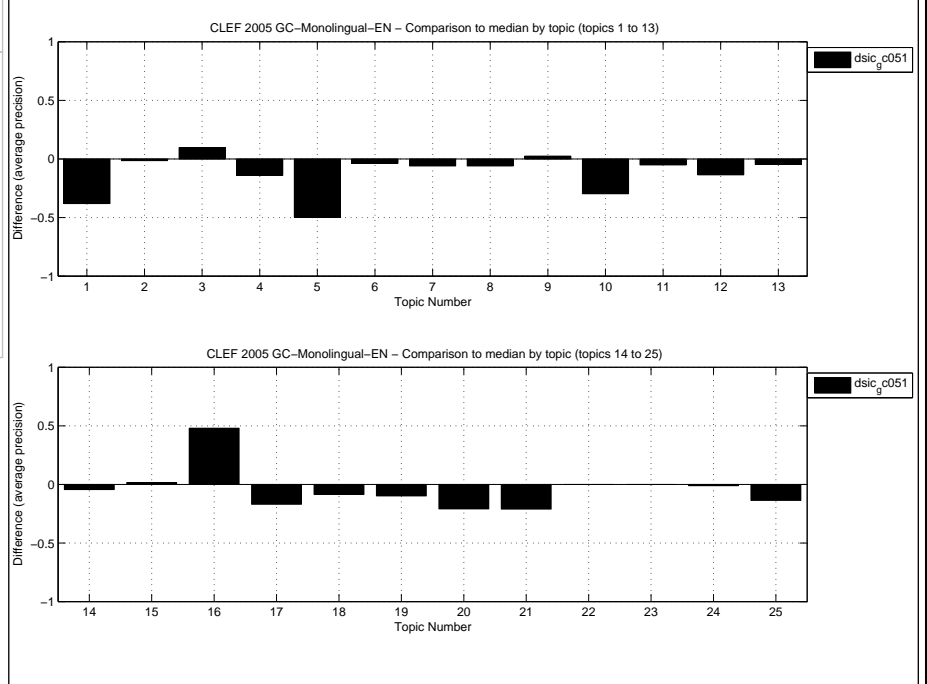 CLEF 2005 GC−Monolingual−EN − Comparison to median by topic (topics 1 to 13)
dsic_gc051
Difference (average precision)
1
0.5
0
−0.5
−1
1 2 3 4 5 6 7 8 9 10 11 12 13
Topic Number
CLEF 2005 GC−Monolingual−EN − Comparison to median by topic (topics 14 to 25)
dsic_gc051
Difference (average precision)
1
0.5
0
−0.5
−1
14 15 16 17 18 19 20 21 22 23 24 25
Topic Number